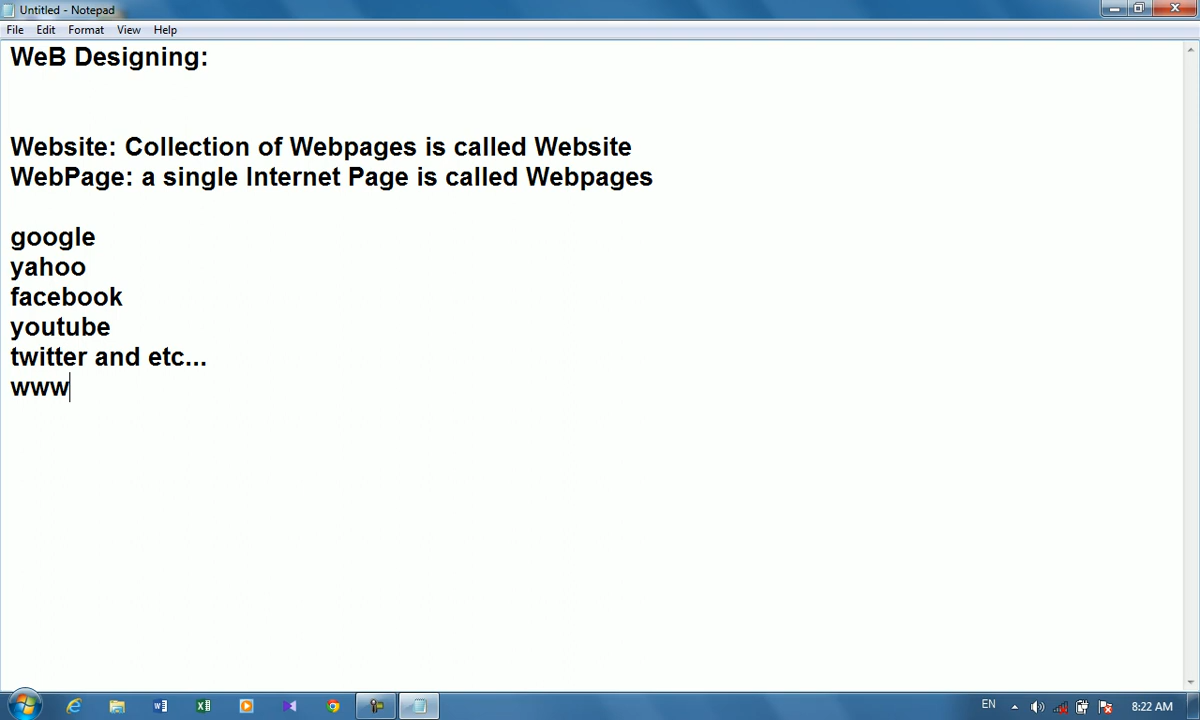 Untitled - Notepad
File Edit Format View Help
WeB Designing:
Website: Collection of Webpages is called Website
WebPage: a single Internet Page is called Webpages
google
yahoo
facebook
youtube
twitter and etc...
www
EN 8:22 AM